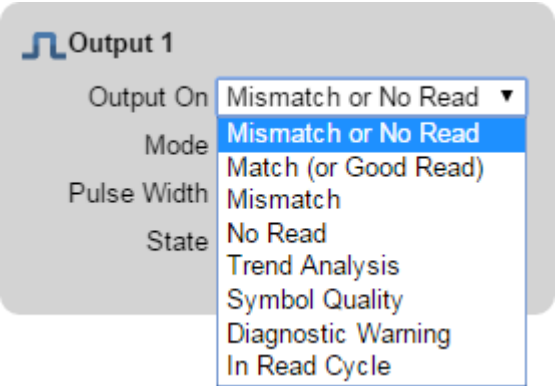 Output 1
Output On Mismatch or No Read
Mode
Pulse Width
State
Mismatch or No Read
Match (or Good Read)
Mismatch
No Read
Trend Analysis
Symbol Quality
Diagnostic Warning
In Read Cycle